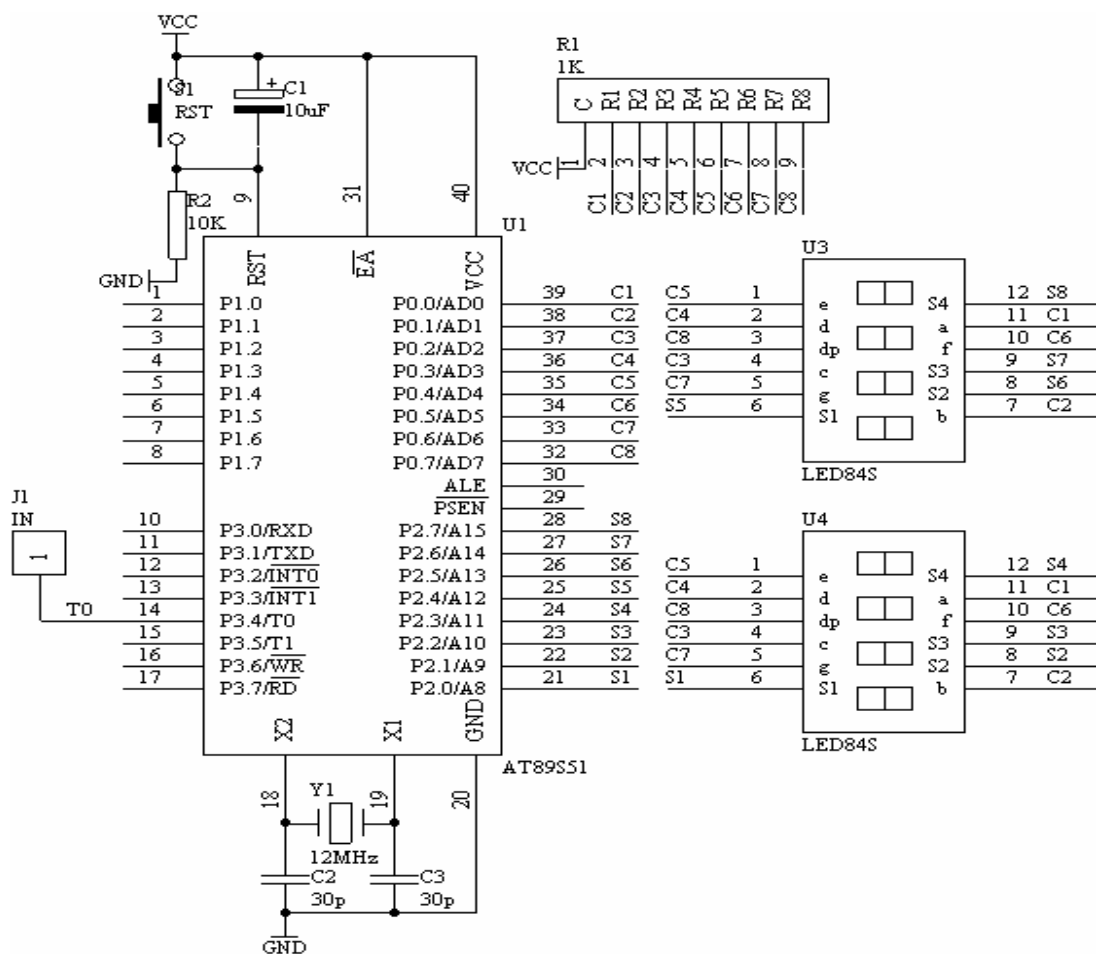 VCC
S1
RST
C1
+
10uF
R2
10K
GND
9
31
40
U1
R1
1K
C R1 R2 R3 R4 R5 R6 R7 R8
VCC
1 2 3 4 5 6 7 8 9
C1 C2 C3 C4 C5 C6 C7 C8
RST EA VCC
1 P1.0 P0.0/AD0 39 C1
2 P1.1 P0.1/AD1 38 C2
3 P1.2 P0.2/AD2 37 C3
4 P1.3 P0.3/AD3 36 C4
5 P1.4 P0.4/AD4 35 C5
6 P1.5 P0.5/AD5 34 C6
7 P1.6 P0.6/AD6 33 C7
8 P1.7 P0.7/AD7 32 C8
ALE 30
PSEN 29
J1
IN
1
T0
10 P3.0/RXD P2.7/A15 28 S8
11 P3.1/TXD P2.6/A14 27 S7
12 P3.2/INT0 P2.5/A13 26 S6
13 P3.3/INT1 P2.4/A12 25 S5
14 P3.4/T0 P2.3/A11 24 S4
15 P3.5/T1 P2.2/A10 23 S3
16 P3.6/WR P2.1/A9 22 S2
17 P3.7/RD P2.0/A8 21 S1
X2 X1 GND
AT89S51
18 19 20
Y1
12MHz
C2
30p
C3
30p
GND
U3
C5 1 e S4 12 S8
C4 2 d a 11 C1
C8 3 dp f 10 C6
C3 4 c S3 9 S7
C7 5 g S2 8 S6
S5 6 S1 b 7 C2
LED84S
U4
C5 1 e S4 12 S4
C4 2 d a 11 C1
C8 3 dp f 10 C6
C3 4 c S3 9 S3
C7 5 g S2 8 S2
S1 6 S1 b 7 C2
LED84S